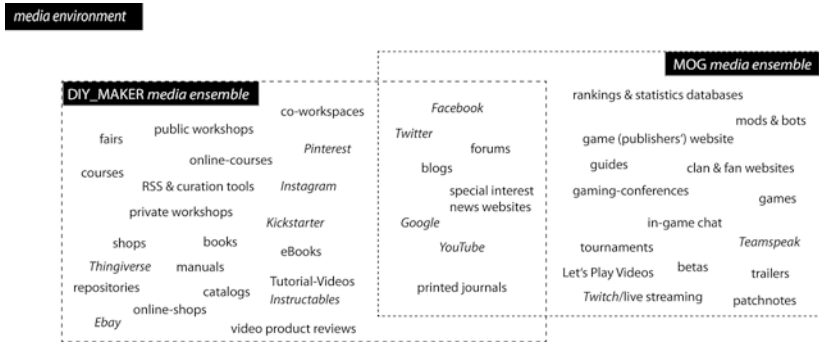 media environment
MOG media ensemble
DIY_MAKER media ensemble
co-workspaces
public workshops
fairs
Pinterest
online-courses
courses
RSS & curation tools
Instagram
private workshops
Kickstarter
shops
books
eBooks
Thingiverse
manuals
repositories
catalogs
Tutorial-Videos
Instructables
online-shops
Ebay
video product reviews
Facebook
Twitter
forums
blogs
special interest
news websites
Google
YouTube
printed journals
rankings & statistics databases
mods & bots
game (publishers') website
guides
clan & fan websites
gaming-conferences
games
in-game chat
tournaments
Teamspeak
Let's Play Videos
betas
trailers
Twitch/live streaming
patchnotes